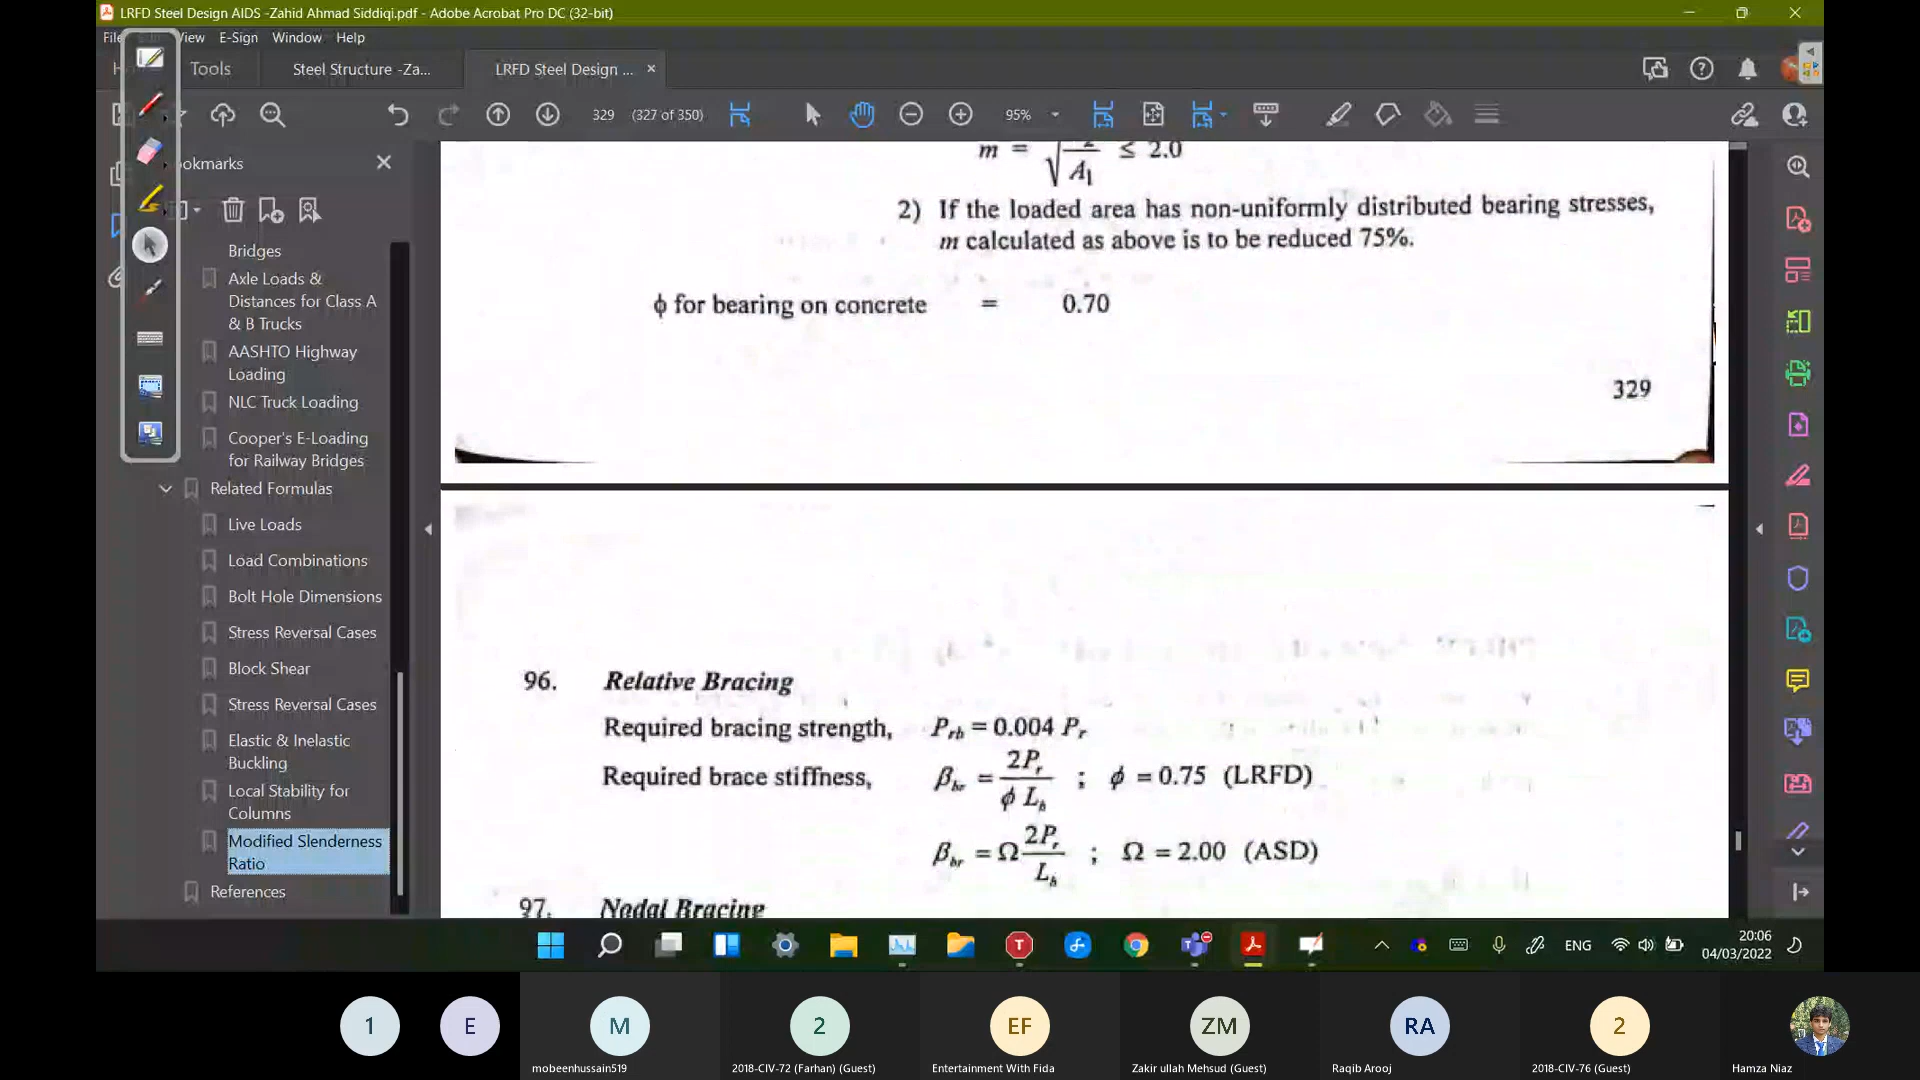 LRFD Steel Design AIDS -Zahid Ahmad Siddiqi.pdf - Adobe Acrobat Pro DC (32-bit)
View E-Sign Window Help
Tools Steel Structure -Za... LRFD Steel Design ...
329 (327 of 350) 95%
Bridges
Axle Loads &
Distances for Class A
& B Trucks
AASHTO Highway
Loading
NLC Truck Loading
Cooper's E-Loading
for Railway Bridges
Related Formulas
Live Loads
Load Combinations
Bolt Hole Dimensions
Stress Reversal Cases
Block Shear
Stress Reversal Cases
Elastic & Inelastic
Buckling
Local Stability for
Columns
Modified Slenderness
Ratio
References
m = √ A₁ ≤ 2.0
2) If the loaded area has non-uniformly distributed bearing stresses,
m calculated as above is to be reduced 75%.
ϕ for bearing on concrete = 0.70
329
96. Relative Bracing
Required bracing strength, P_rb = 0.004 P_r
Required brace stiffness, β_br = 2P_r / ϕ L_b ; ϕ = 0.75 (LRFD)
β_br = Ω 2P_r / L_b ; Ω = 2.00 (ASD)
97. Nodal Bracing
ENG
20:06
04/03/2022
1 E M 2 EF ZM RA 2
mobeenhussain519 2018-CIV-72 (Farhan) (Guest) Entertainment With Fida Zakir ullah Mehsud (Guest) Raqib Arooj 2018-CIV-76 (Guest) Hamza Niaz